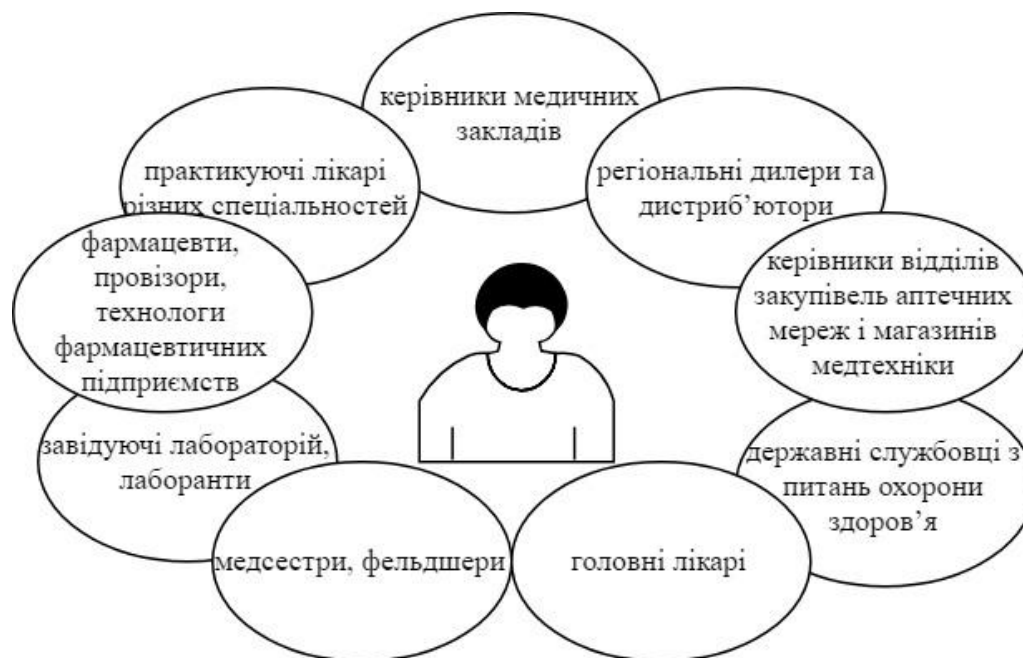 керівники медичних
закладів
практикуючі лікарі
різних спеціальностей
регіональні дилери та
дистриб’ютори
фармацевти,
провізори,
технологи
фармацевтичних
підприємств
керівники відділів
закупівель аптечних
мереж і магазинів
медтехніки
завідуючі лабораторій,
лаборанти
державні службовці з
питань охорони
здоров’я
медсестри, фельдшери
головні лікарі